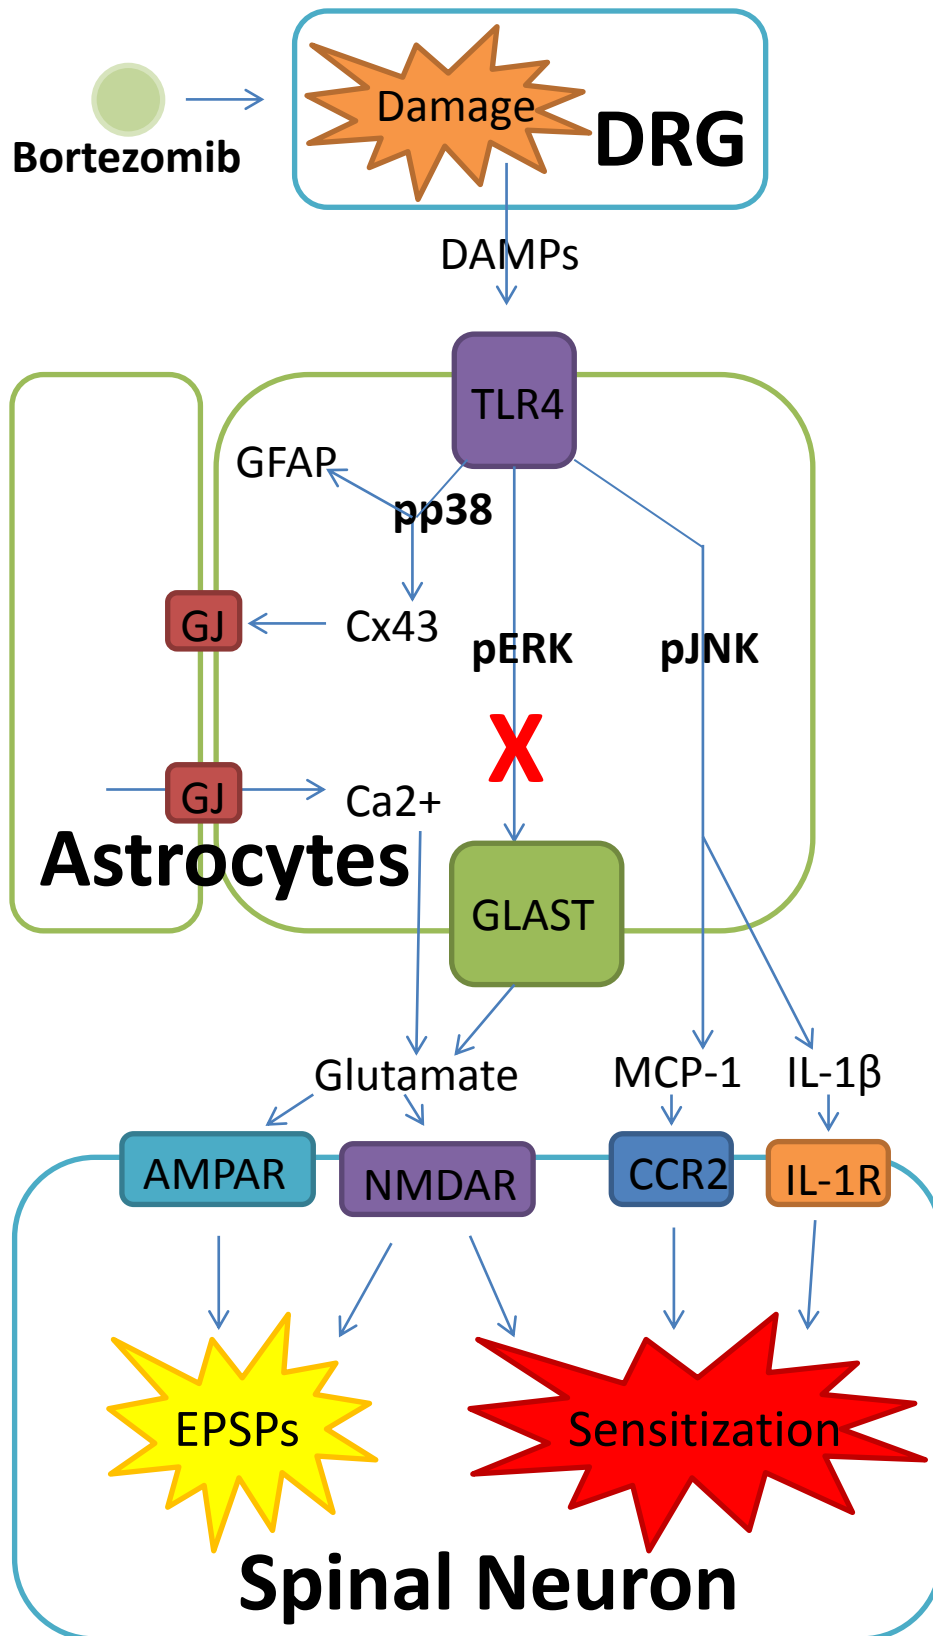 Damage
DRG
Bortezomib
DAMPs
TLR4
GFAP
pp38
GJ
Cx43
pERK
pJNK
X
GJ
Ca2+
Astrocytes
GLAST
Glutamate
MCP-1
IL-1β
AMPAR
NMDAR
CCR2
IL-1R
EPSPs
Sensitization
Spinal Neuron